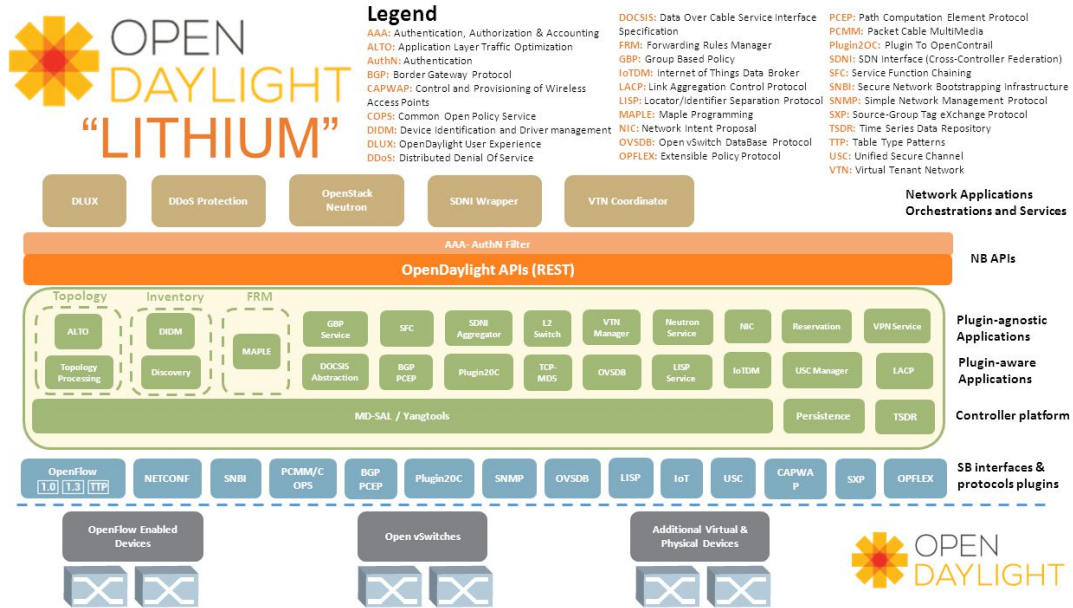 OPEN
DAYLIGHT
"LITHIUM"
Legend
AAA: Authentication, Authorization & Accounting
ALTO: Application Layer Traffic Optimization
AuthN: Authentication
BGP: Border Gateway Protocol
CAPWAP: Control and Provisioning of Wireless
Access Points
COPS: Common Open Policy Service
DIDM: Device Identification and Driver management
DLUX: OpenDaylight User Experience
DDoS: Distributed Denial Of Service
DOCSIS: Data Over Cable Service Interface
Specification
FRM: Forwarding Rules Manager
GBP: Group Based Policy
IoTDM: Internet of Things Data Broker
LACP: Link Aggregation Control Protocol
LISP: Locator/Identifier Separation Protocol
MAPLE: Maple Programming
NIC: Network Intent Proposal
OVSDB: Open vSwitch DataBase Protocol
OPFLEX: Extensible Policy Protocol
PCEP: Path Computation Element Protocol
PCMM: Packet Cable MultiMedia
Plugin2OC: Plugin To OpenContrail
SDNI: SDN Interface (Cross-Controller Federation)
SFC: Service Function Chaining
SNBI: Secure Network Bootstrapping Infrastructure
SNMP: Simple Network Management Protocol
SXP: Source-Group Tag eXchange Protocol
TSDR: Time Series Data Repository
TTP: Table Type Patterns
USC: Unified Secure Channel
VTN: Virtual Tenant Network
DLUX
DDoS Protection
OpenStack
Neutron
SDNI Wrapper
VTN Coordinator
Network Applications
Orchestrations and Services
AAA- AuthN Filter
OpenDaylight APIs (REST)
NB APIs
Topology
Inventory
FRM
ALTO
DIDM
MAPLE
Topology
Processing
Discovery
GBP
Service
SFC
SDNI
Aggregator
L2
Switch
VTN
Manager
Neutron
Service
NIC
Reservation
VPN Service
Plugin-agnostic
Applications
DOCSIS
Abstraction
BGP
PCEP
Plugin20C
TCP-
MD5
OVSDB
LISP
Service
IoTDM
USC Manager
LACP
Plugin-aware
Applications
MD-SAL / Yangtools
Persistence
TSDR
Controller platform
OpenFlow
1.0 1.3 TTP
NETCONF
SNBI
PCMM/C
OPS
BGP
PCEP
Plugin20C
SNMP
OVSDB
LISP
IoT
USC
CAPWA
P
SXP
OPFLEX
SB interfaces &
protocols plugins
OpenFlow Enabled
Devices
Open vSwitches
Additional Virtual &
Physical Devices
OPEN
DAYLIGHT